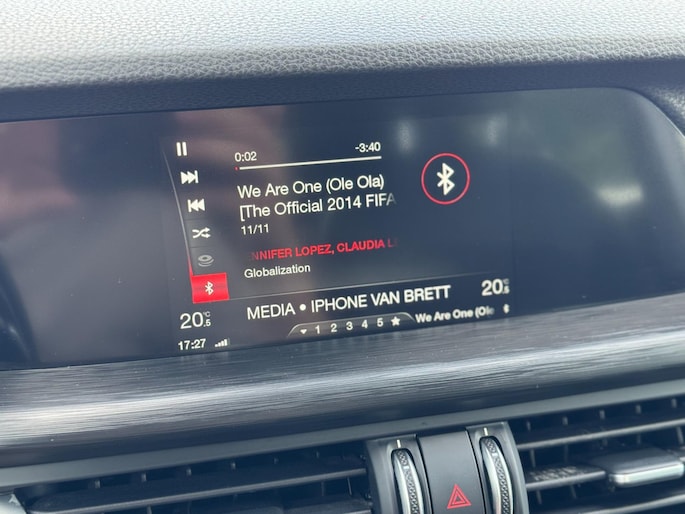 0:02 -3:40
We Are One (Ole Ola)
[The Official 2014 FIFA
11/11
NNIFER LOPEZ, CLAUDIA L
Globalization
MEDIA • IPHONE VAN BRETT
20.5°C 20.5
1 2 3 4 5 ★ We Are One (Ole
17:27